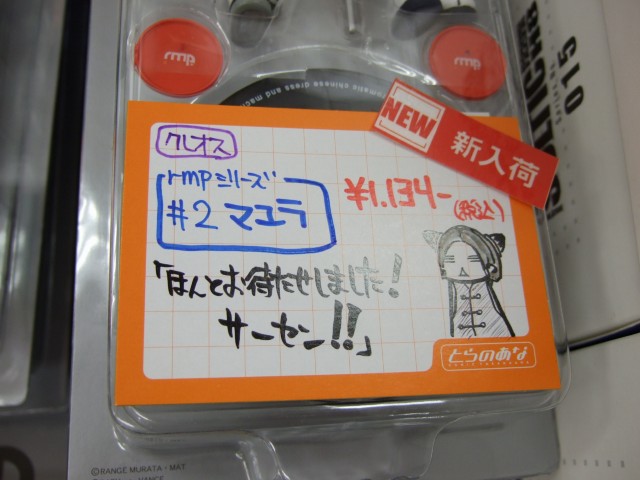 rmp
rmp
NEW 新入荷
クレオス
rmpシリーズ
#2 マユラ
¥1.134-(税込)
「ほんとお待たせしました!
サーセン!!」
とらのあな
©RANGE MURATA・MAT
015